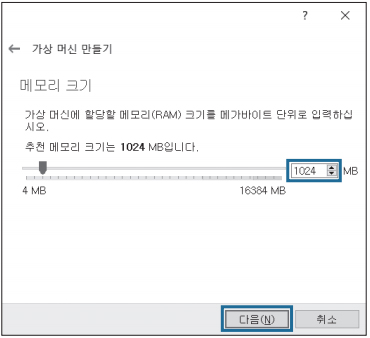 ?
← 가상 머신 만들기
메모리 크기
가상 머신에 할당할 메모리(RAM) 크기를 메가바이트 단위로 입력하십
시오.
추천 메모리 크기는 1024 MB입니다.
1024 MB
4 MB 16384 MB
다음(N) 취소